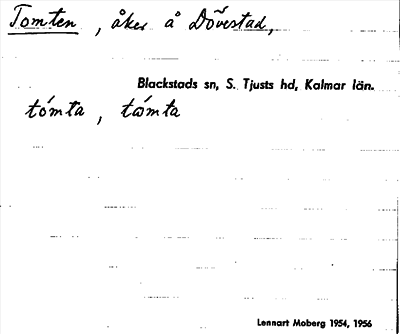 Tomten, åker å Dövestad,
Blackstads sn, S. Tjusts hd, Kalmar län.
tómta, támta
Lennart Moberg 1954, 1956